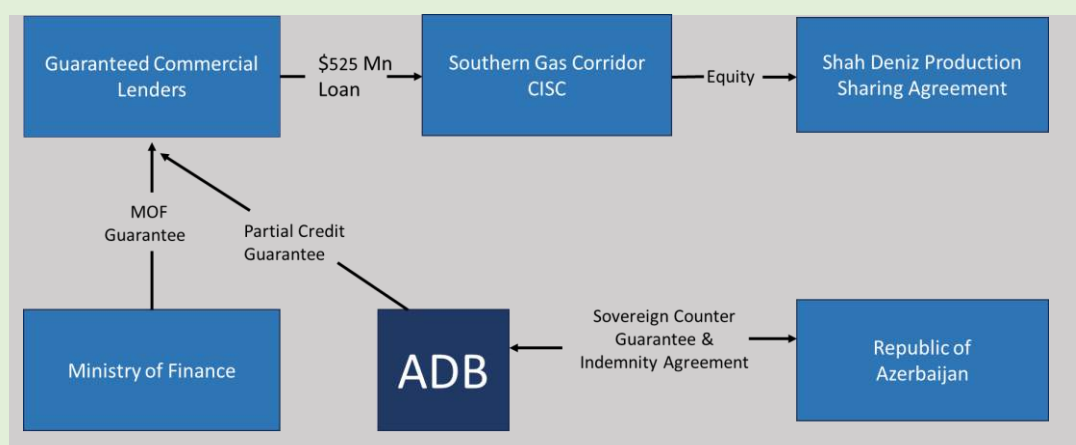 Guaranteed Commercial
Lenders
$525 Mn
Loan
Southern Gas Corridor
CISC
Equity
Shah Deniz Production
Sharing Agreement
MOF
Guarantee
Partial Credit
Guarantee
Ministry of Finance
ADB
Sovereign Counter
Guarantee &
Indemnity Agreement
Republic of
Azerbaijan